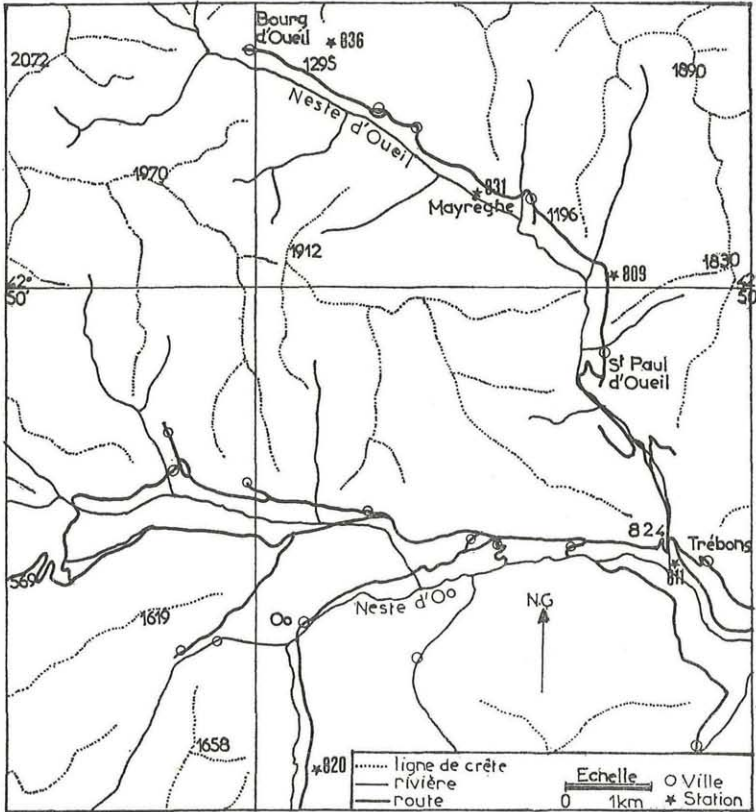 Bourg
d'Oueil
836
2072
1295
1890
Neste d'Oueil
1970
831
Mayreghe
1196
1912
809
1830
42°
50'
42
50
St Paul
d'Oueil
824
Trébons
811
569
N.G
Neste d'Oo
1619
Oo
1658
820
ligne de crête
rivière
route
Echelle
0 1km
Ville
Station